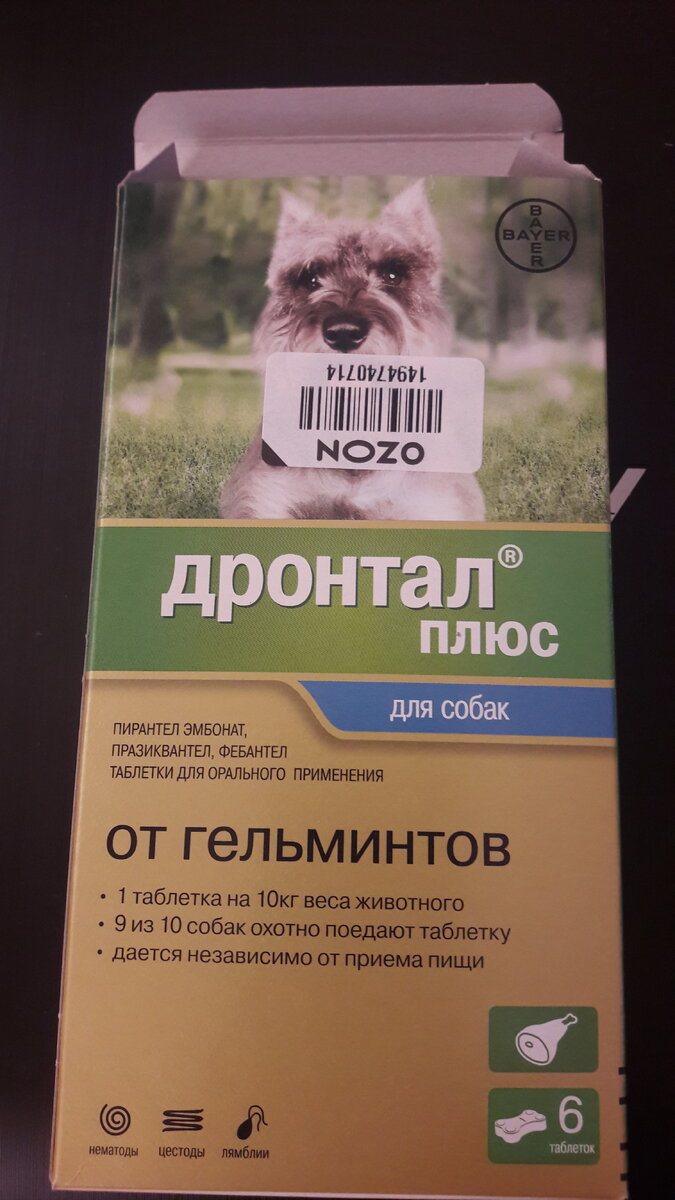 BAYER
BAYER
1494740714
OZON
ДРОНТАЛ®
ПЛЮС
для собак
ПИРАНТЕЛ ЭМБОНАТ,
ПРАЗИКВАНТЕЛ, ФЕБАНТЕЛ
ТАБЛЕТКИ ДЛЯ ОРАЛЬНОГО ПРИМЕНЕНИЯ
от гельминтов
• 1 таблетка на 10кг веса животного
• 9 из 10 собак охотно поедают таблетку
• дается независимо от приема пищи
6
таблеток
нематоды цестоды лямблии